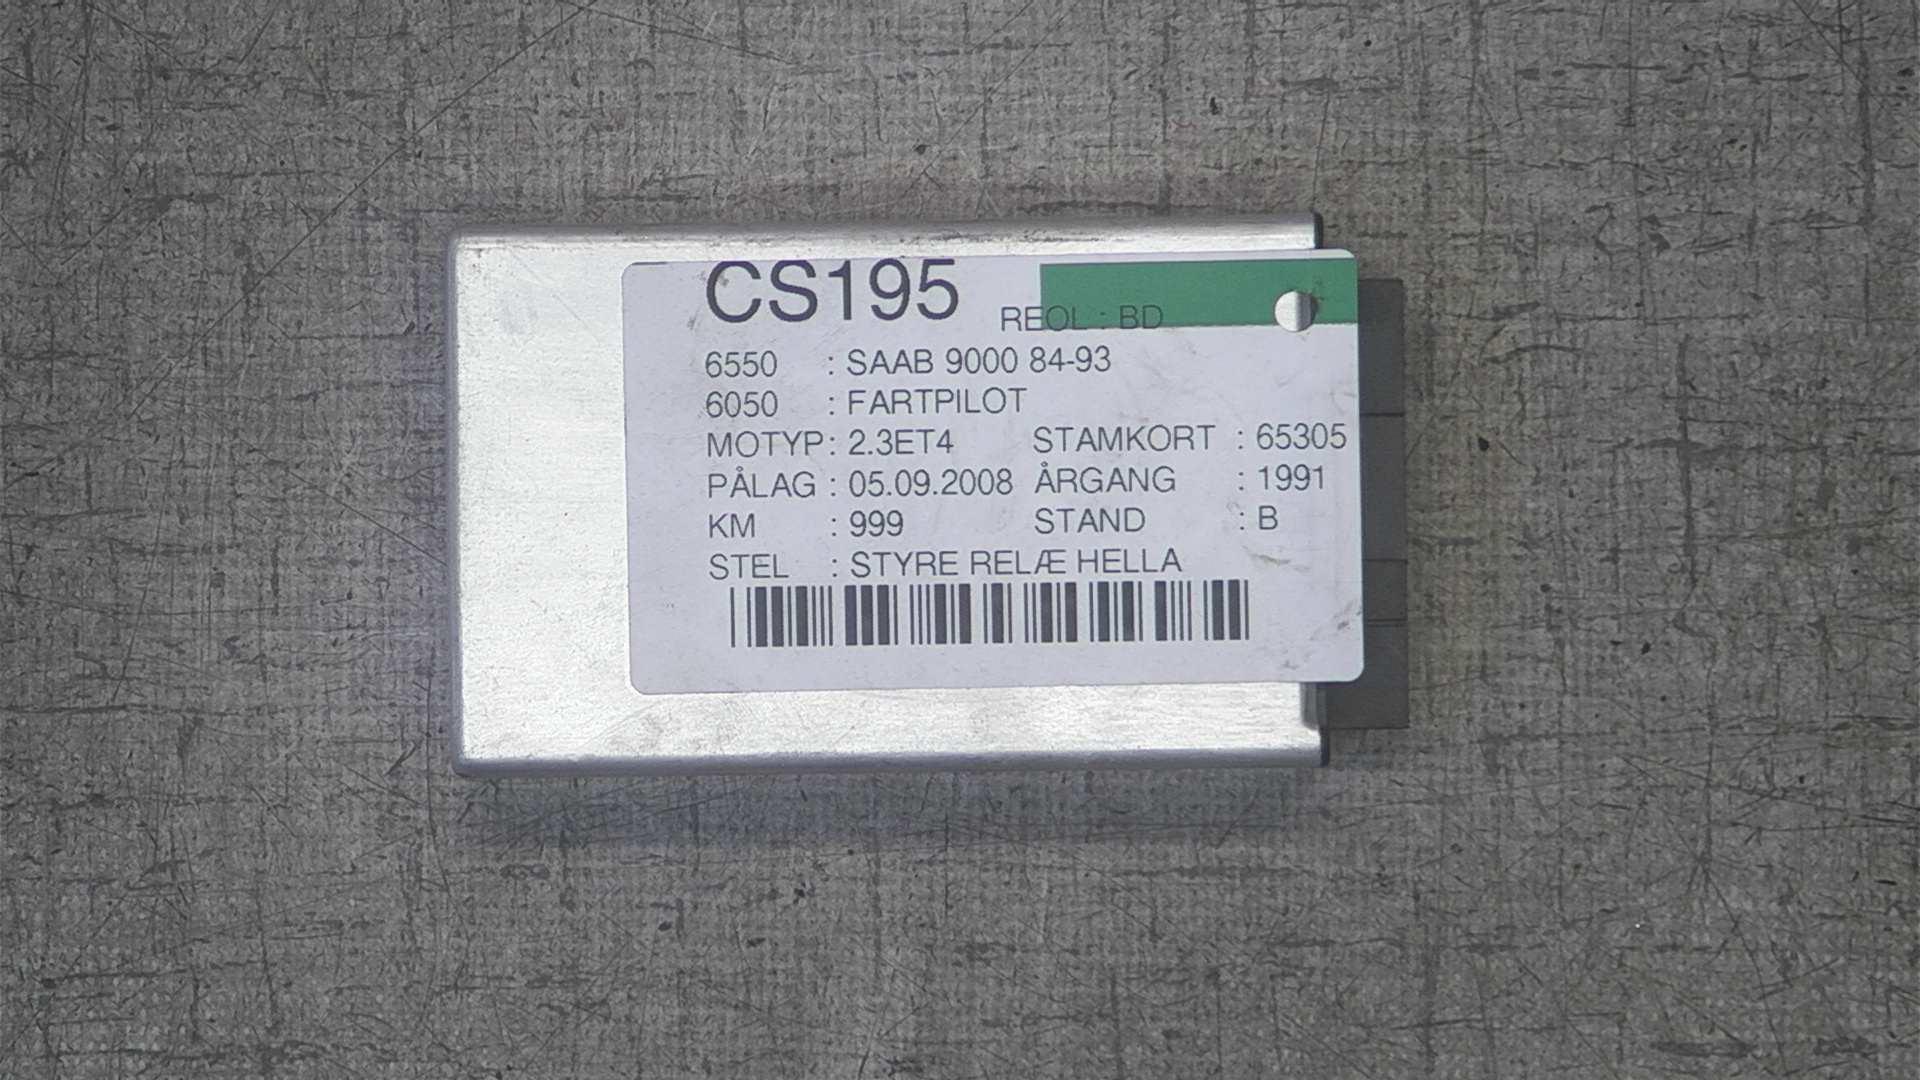 CS195 REOL : BD
6550 : SAAB 9000 84-93
6050 : FARTPILOT
MOTYP : 2.3ET4 STAMKORT : 65305
PÅLAG : 05.09.2008 ÅRGANG : 1991
KM : 999 STAND : B
STEL : STYRE RELÆ HELLA